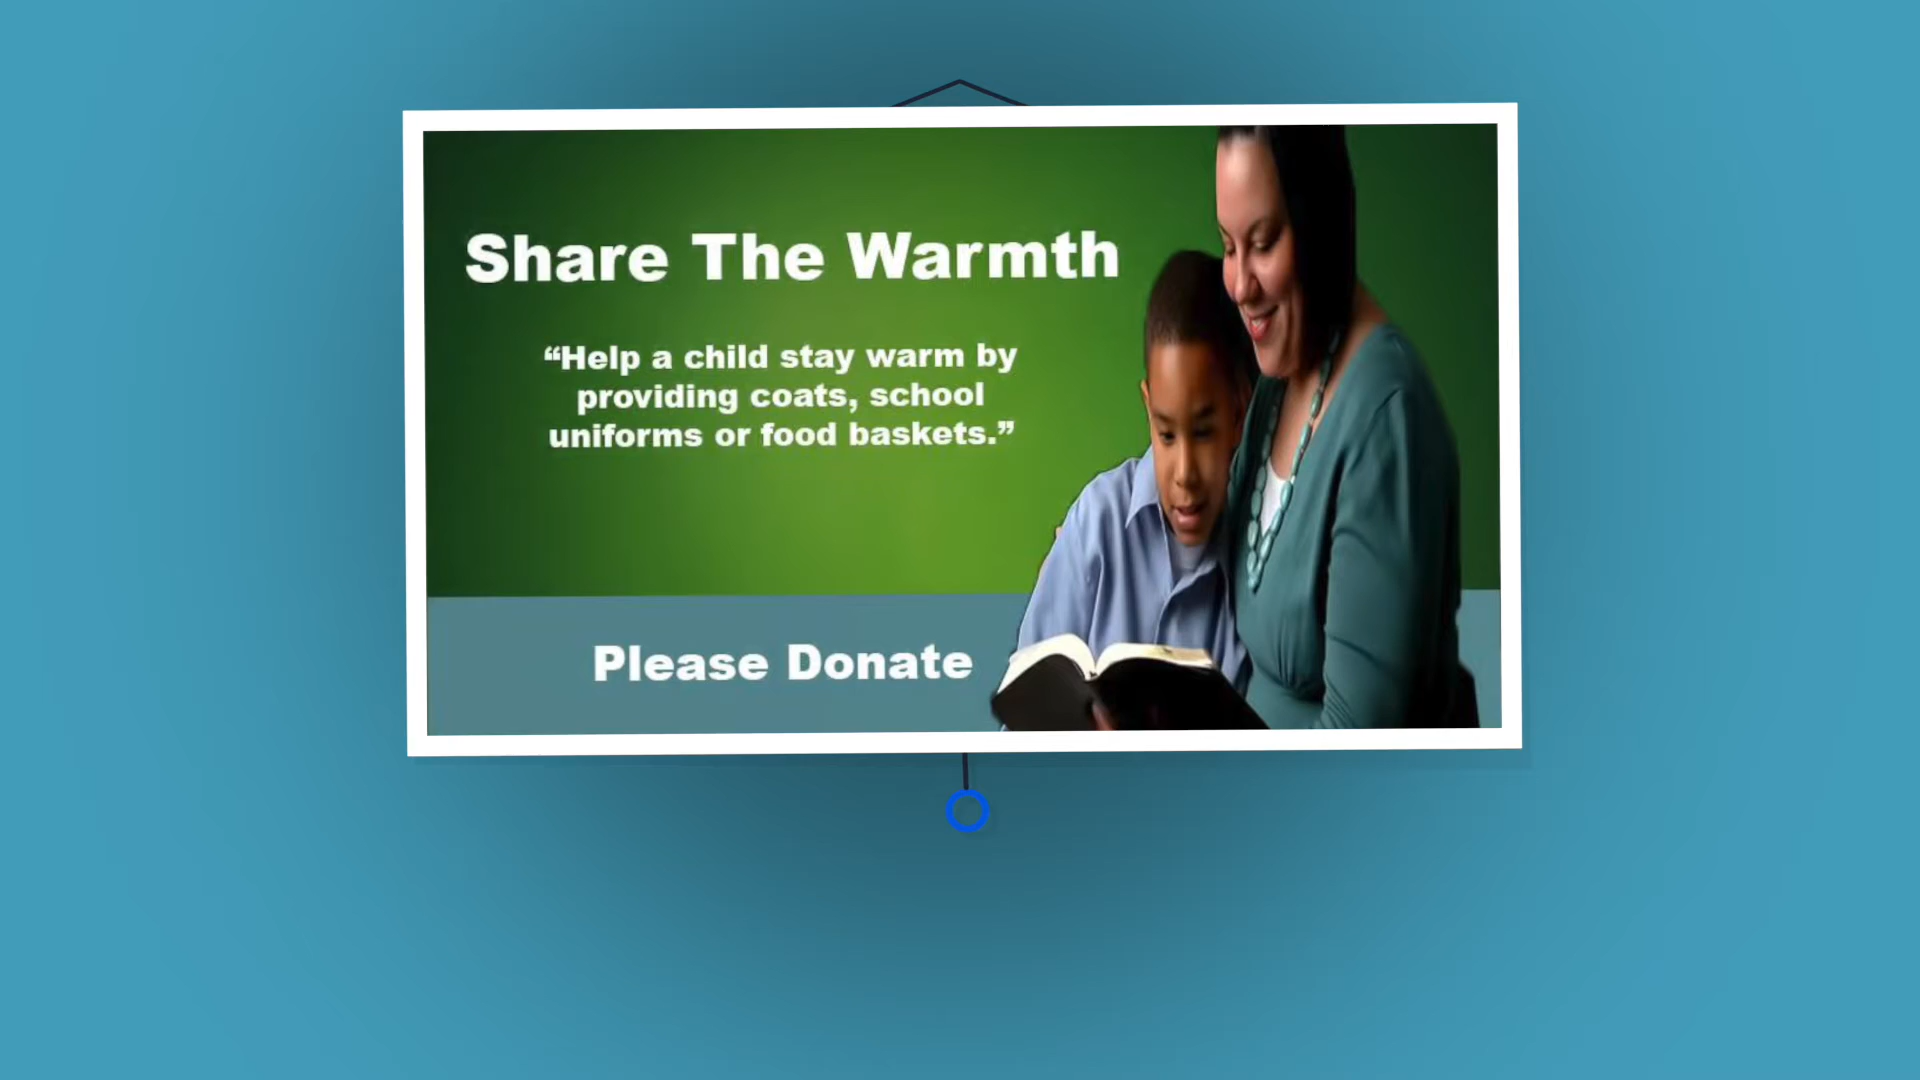 Share The Warmth
“Help a child stay warm by
providing coats, school
uniforms or food baskets.”
Please Donate